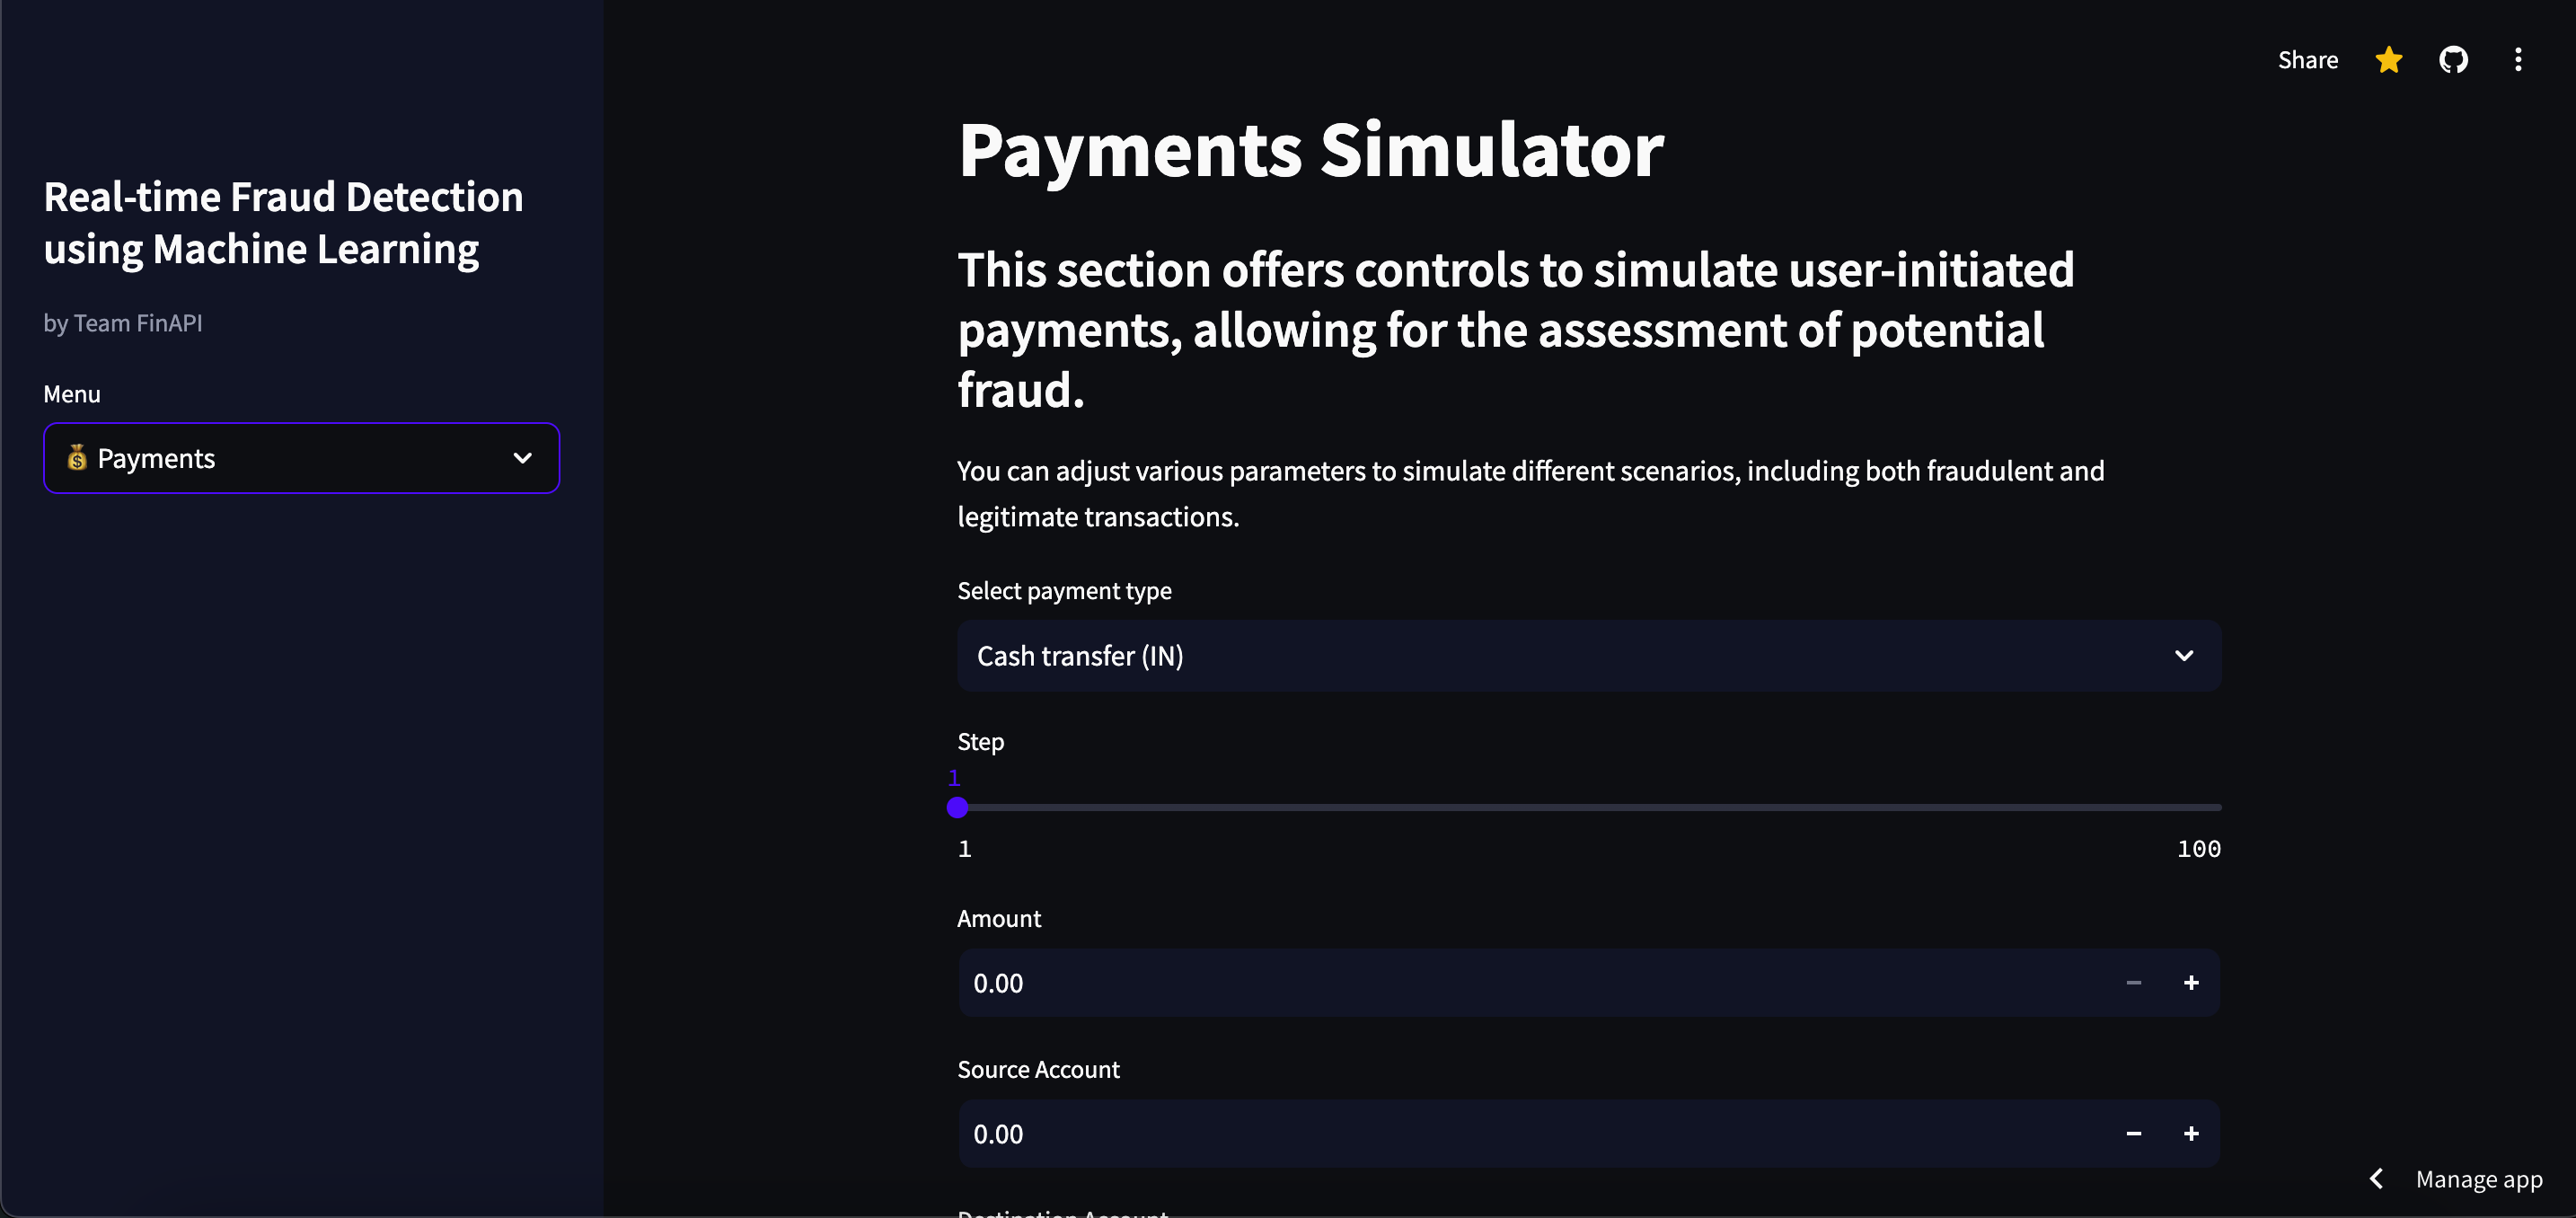 Share
Real-time Fraud Detection
using Machine Learning
by Team FinAPI
Menu
Payments
Payments Simulator
This section offers controls to simulate user-initiated
payments, allowing for the assessment of potential
fraud.
You can adjust various parameters to simulate different scenarios, including both fraudulent and
legitimate transactions.
Select payment type
Cash transfer (IN)
Step
1
1
100
Amount
0.00
Source Account
0.00
Destination Account
Manage app